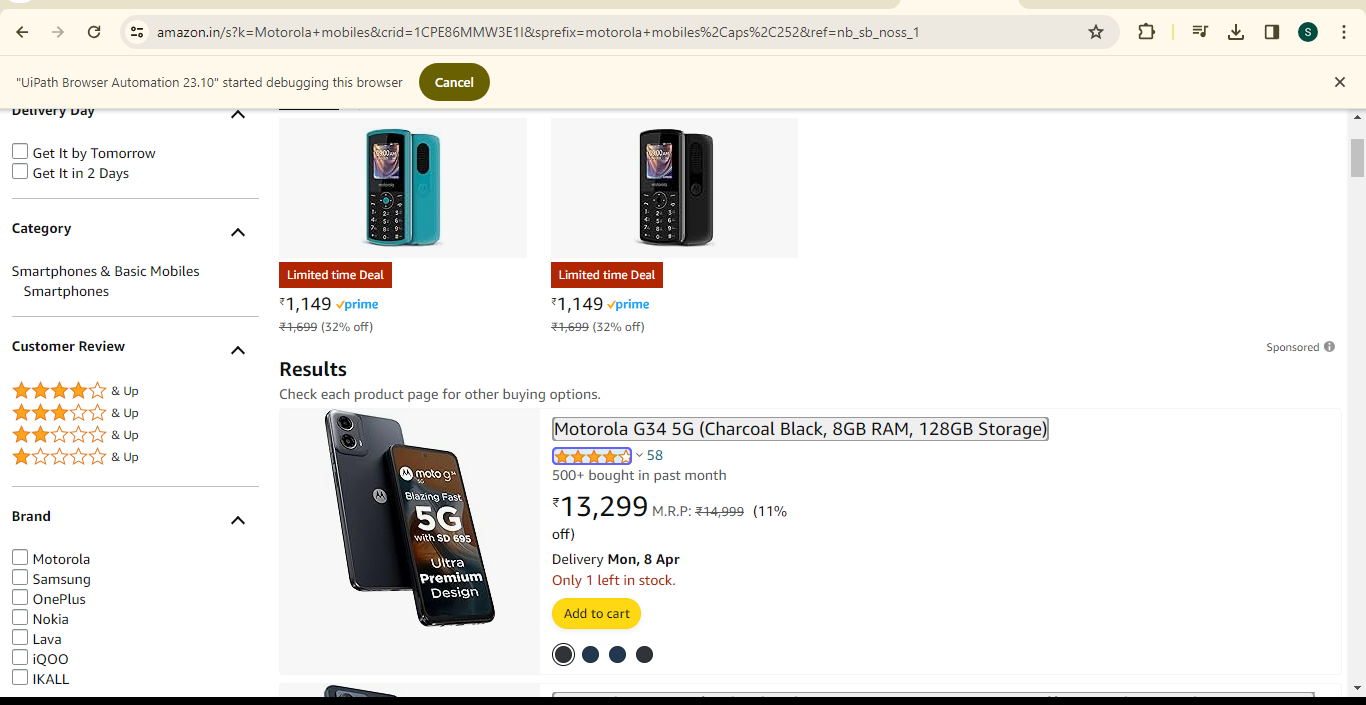 amazon.in/s?k=Motorola+mobiles&crid=1CPE86MMW3E1I&sprefix=motorola+mobiles%2Caps%2C252&ref=nb_sb_noss_1
S
"UiPath Browser Automation 23.10" started debugging this browser
Cancel
Delivery Day
Get It by Tomorrow
Get It in 2 Days
Category
Smartphones & Basic Mobiles
Smartphones
Customer Review
& Up
& Up
& Up
& Up
Brand
Motorola
Samsung
OnePlus
Nokia
Lava
iQOO
IKALL
Limited time Deal
₹1,149 prime
₹1,699 (32% off)
Limited time Deal
₹1,149 prime
₹1,699 (32% off)
Sponsored
Results
Check each product page for other buying options.
moto g34
5G
Blazing Fast
5G
with SD 695
Ultra
Premium
Design
Motorola G34 5G (Charcoal Black, 8GB RAM, 128GB Storage)
58
500+ bought in past month
₹13,299 M.R.P: ₹14,999 (11%
off)
Delivery Mon, 8 Apr
Only 1 left in stock.
Add to cart